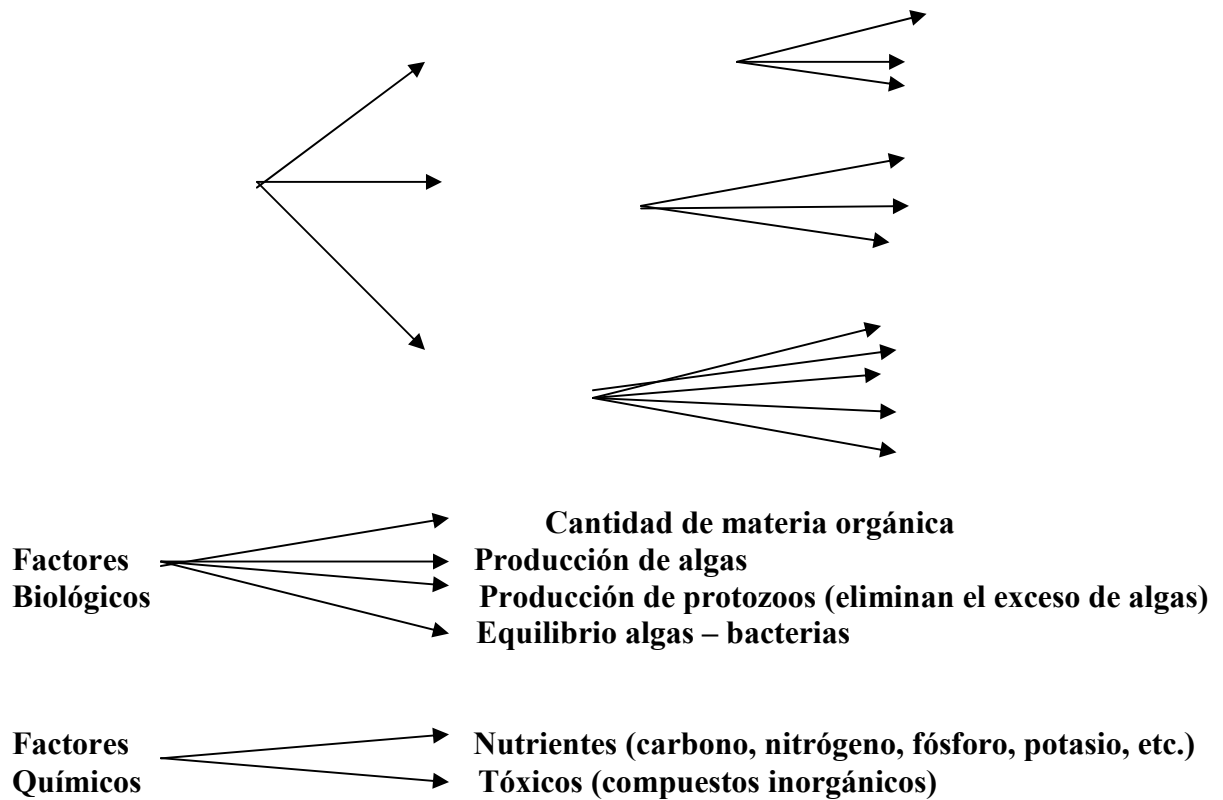 Cantidad de materia orgánica
Factores
Producción de algas
Biológicos
Producción de protozoos (eliminan el exceso de algas)
Equilibrio algas – bacterias
Factores
Nutrientes (carbono, nitrógeno, fósforo, potasio, etc.)
Químicos
Tóxicos (compuestos inorgánicos)